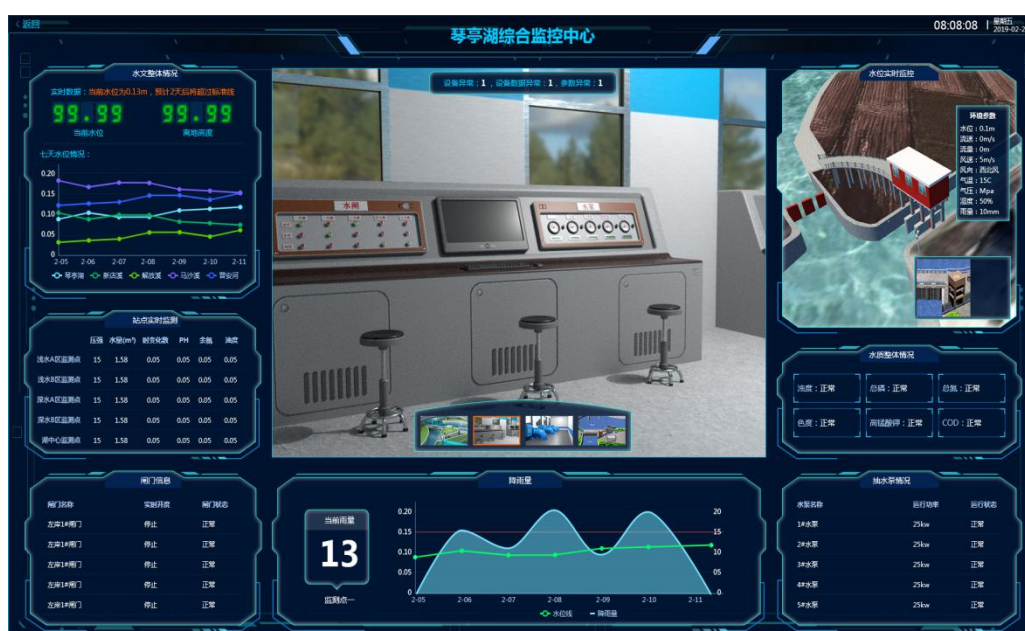 返回
琴亭湖综合监控中心
08:08:08
星期五
2019-02-2
水文整体情况
实时数据：当前水位为0.13m，预计2天后将超过标准线
99.99
99.99
当前水位
离地高度
七天水位情况：
0.20
0.15
0.10
0.05
0
2-05 2-06 2-07 2-08 2-09 2-10 2-11
琴亭湖 新店溪 解放溪 马沙溪 晋安河
站点实时监测
压强 水量(m³) 耐变化数 PH 余氯 浊度
浅水A区监测点 15 1.58 0.05 0.05 0.05 0.05
浅水B区监测点 15 1.58 0.05 0.05 0.05 0.05
深水A区监测点 15 1.58 0.05 0.05 0.05 0.05
深水B区监测点 15 1.58 0.05 0.05 0.05 0.05
湖中心监测点 15 1.58 0.05 0.05 0.05 0.05
闸门信息
闸门名称 实时开度 闸门状态
左岸1#闸门 停止 正常
左岸1#闸门 停止 正常
左岸1#闸门 停止 正常
左岸1#闸门 停止 正常
左岸1#闸门 停止 正常
设备异常：1，设备数据异常：1，参数异常：1
水闸
水泵
降雨量
当前雨量
13
监测点一
0.20
0.15
0.10
0.05
0
20
15
10
05
0
2-05 2-06 2-07 2-08 2-09 2-10 2-11
水位线 降雨量
水位实时监控
环境参数
水位：0.1m
流速：0m/s
流量：0m
风速：5m/s
风向：西北风
气温：15C
气压：Mpa
湿度：50%
雨量：10mm
水质整体情况
浊度：正常 总磷：正常 总氮：正常
色度：正常 高锰酸钾：正常 COD：正常
抽水泵情况
水泵名称 运行功率 运行状态
1#水泵 25kw 正常
2#水泵 25kw 正常
3#水泵 25kw 正常
4#水泵 25kw 正常
5#水泵 25kw 正常